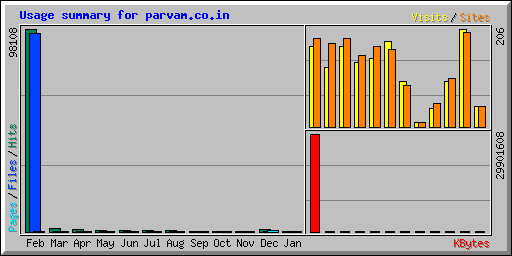 Usage summary for parvam.co.in
Visits / Sites
98108
206
Pages / Files / Hits
29901608
Feb Mar Apr May Jun Jul Aug Sep Oct Nov Dec Jan
KBytes